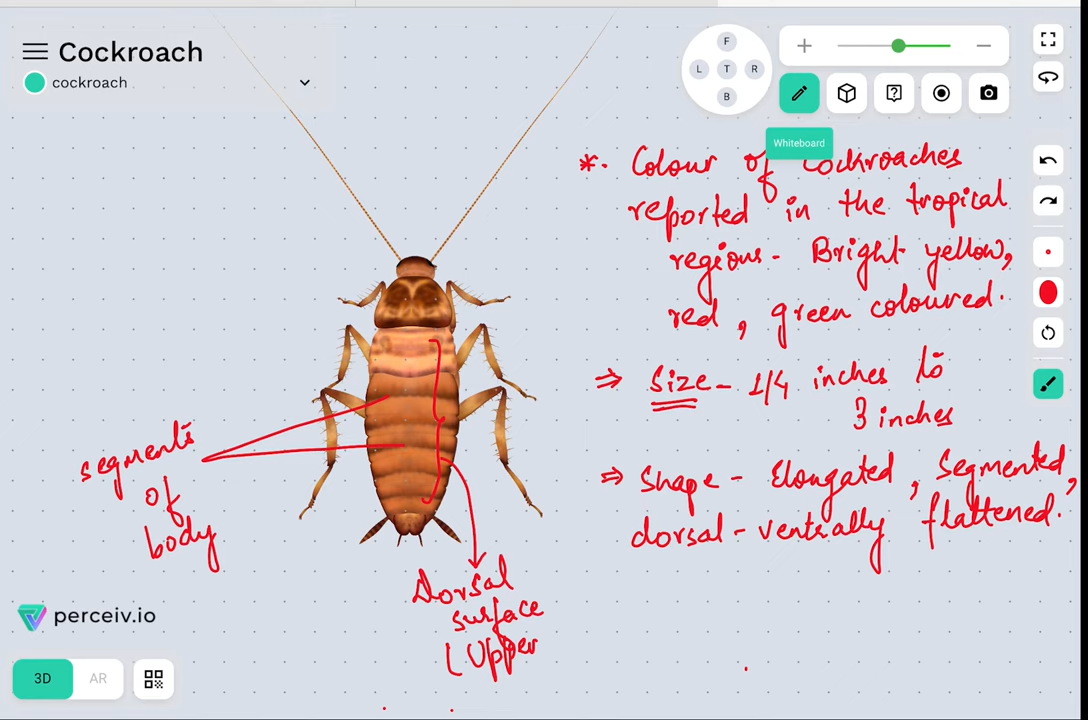 Cockroach
cockroach
F
L T R
B
Whiteboard
*. Colour of Cockroaches
reported in the tropical
regions - Bright yellow,
red, green coloured.
⇒ Size - 1/4 inches to
3 inches
⇒ Shape - Elongated, Segmented,
dorsal-ventrally flattened.
segments
of
body
Dorsal
surface
(Upper
perceiv.io
3D AR